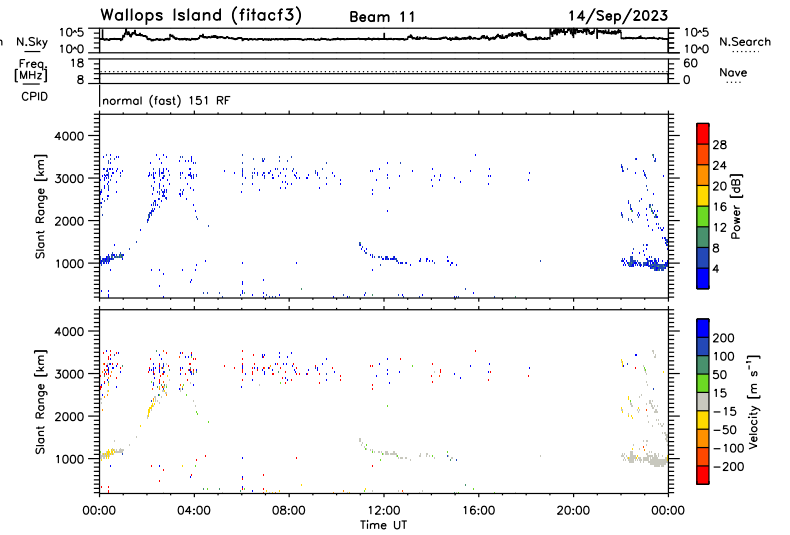 Wallops Island (fitacf3) Beam 11 14/Sep/2023
n N.Sky 10^5 10^0 10^5 10^0 N.Search
Freq. [MHz] 18 8 60 0 Nave
CPID normal (fast) 151 RF
Slant Range [km] 4000 3000 2000 1000
28 24 20 16 12 8 4 Power [dB]
Slant Range [km] 4000 3000 2000 1000
200 100 50 15 -15 -50 -100 -200 Velocity [m s⁻¹]
00:00 04:00 08:00 12:00 16:00 20:00 00:00
Time UT